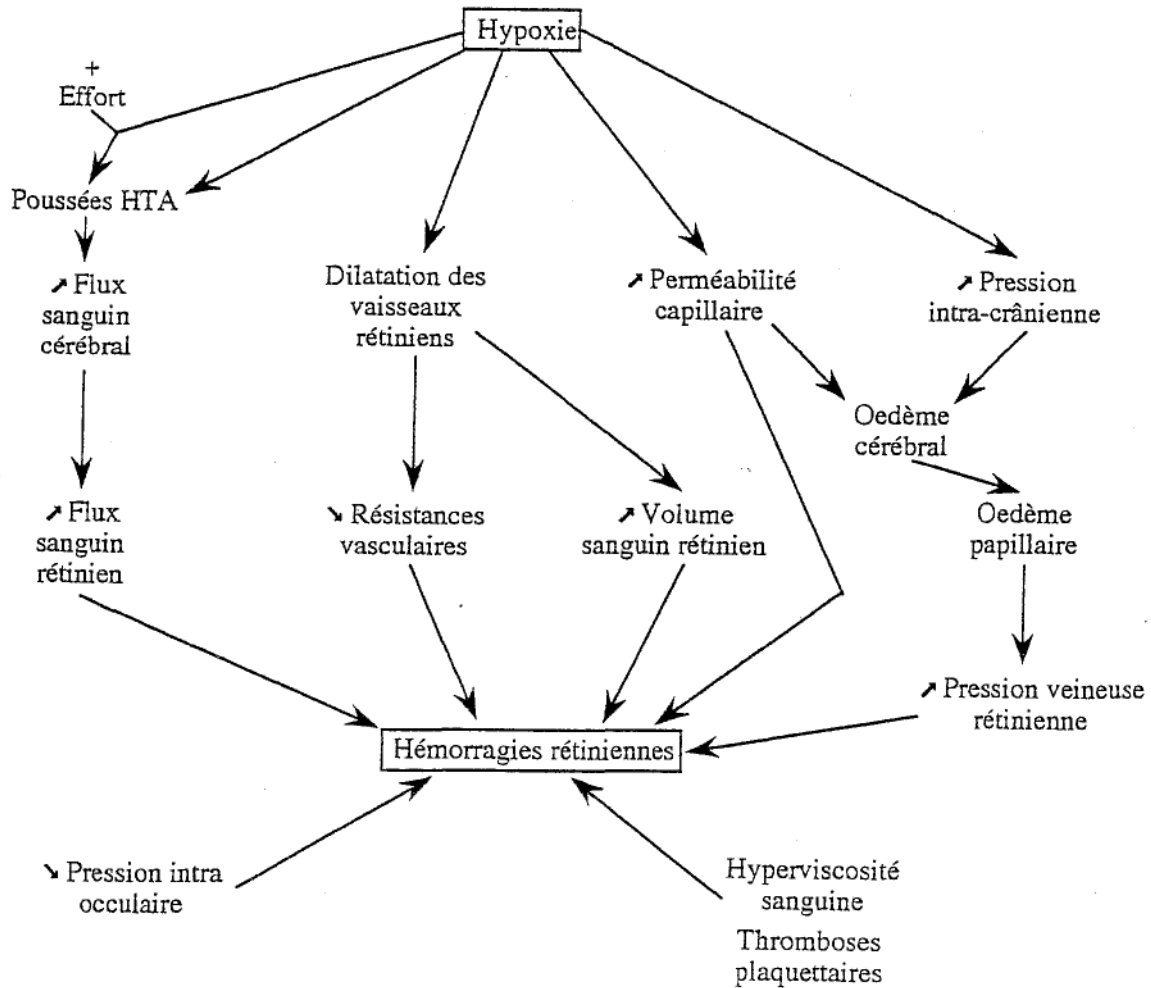 Hypoxie
+
Effort
Poussées HTA
↗ Flux
sanguin
cérébral
Dilatation des
vaisseaux
rétiniens
↗ Perméabilité
capillaire
↗ Pression
intra-crânienne
Oedème
cérébral
↗ Flux
sanguin
rétinien
↘ Résistances
vasculaires
↗ Volume
sanguin rétinien
Oedème
papillaire
↗ Pression veineuse
rétinienne
Hémorragies rétiniennes
↘ Pression intra
occulaire
Hyperviscosité
sanguine
Thromboses
plaquettaires